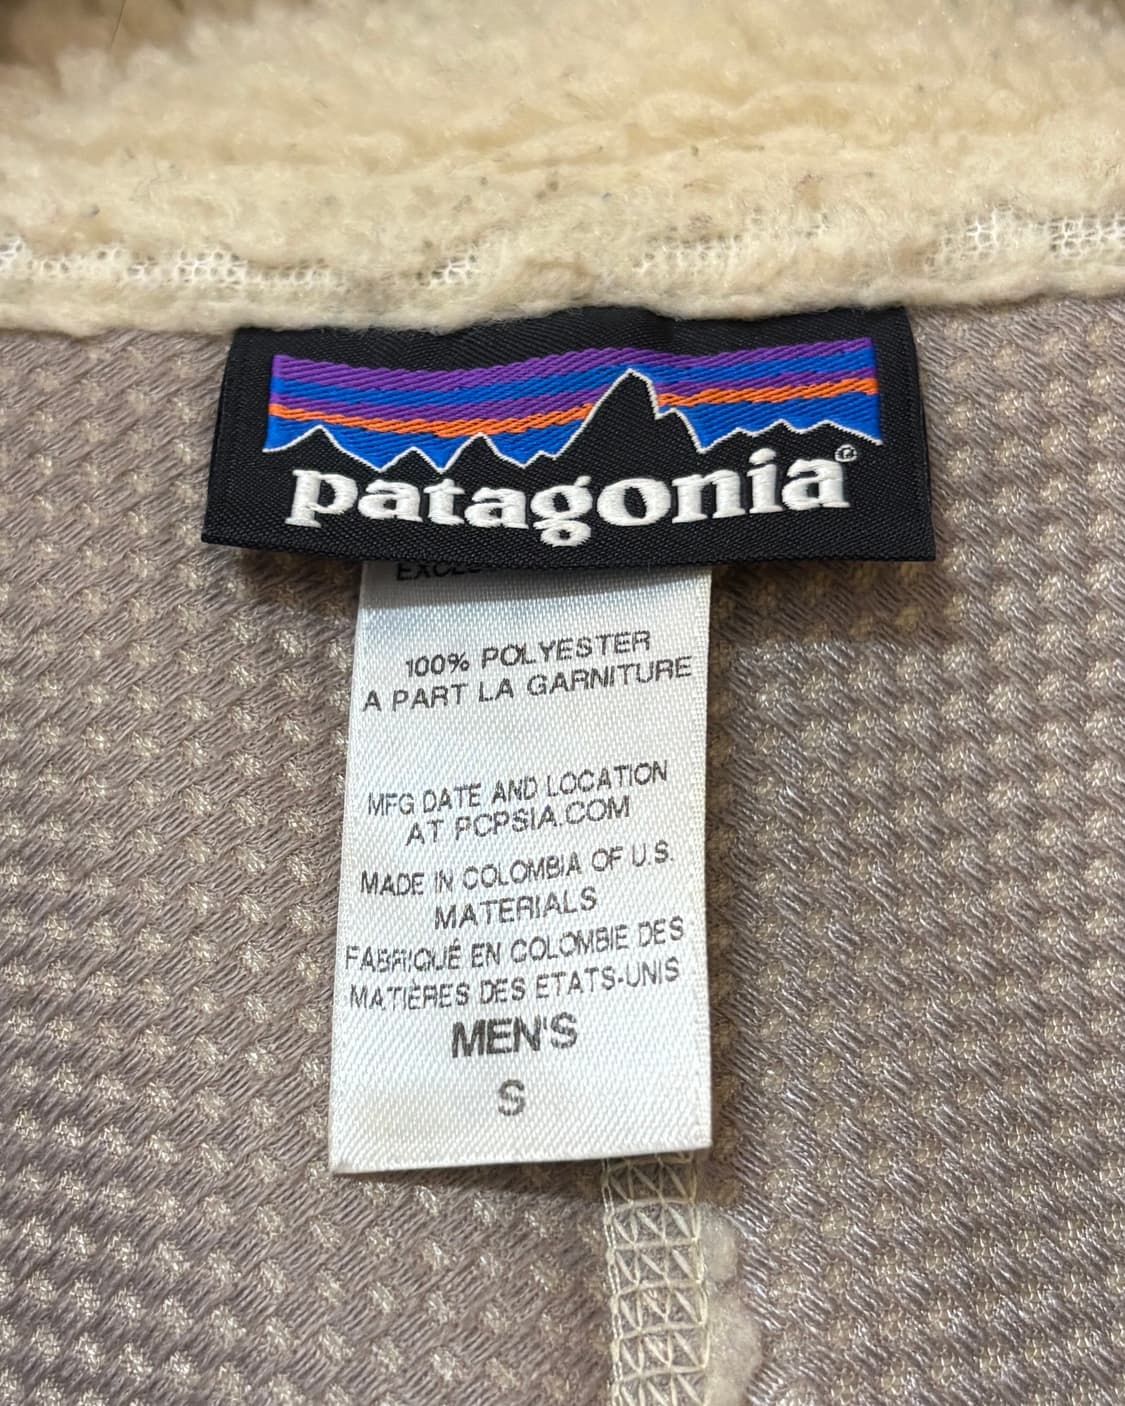 patagonia®
100% POLYESTER
A PART LA GARNITURE
MFG DATE AND LOCATION
AT PCPSIA.COM
MADE IN COLOMBIA OF U.S.
MATERIALS
FABRIQUÉ EN COLOMBIE DES
MATIÈRES DES ETATS-UNIS
MEN'S
S